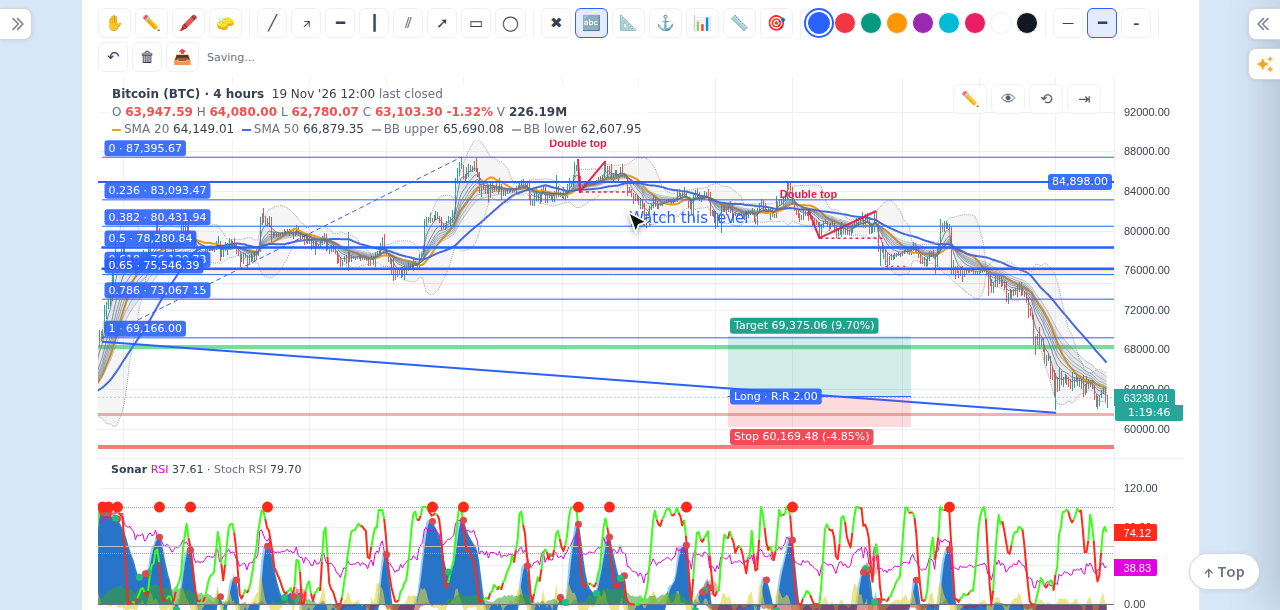 Saving...
Bitcoin (BTC) · 4 hours 19 Nov '26 12:00 last closed
O 63,947.59 H 64,080.00 L 62,780.07 C 63,103.30 -1.32% V 226.19M
SMA 20 64,149.01 SMA 50 66,879.35 BB upper 65,690.08 BB lower 62,607.95
Double top
0 · 87,395.67
0.236 · 83,093.47
0.382 · 80,431.94
0.5 · 78,280.84
0.65 · 75,546.39
0.786 · 73,067.15
1 · 69,166.00
Double top
Watch this level
84,898.00
Target 69,375.06 (9.70%)
Long · R:R 2.00
Stop 60,169.48 (-4.85%)
92000.00
88000.00
84000.00
80000.00
76000.00
72000.00
68000.00
64000.00
63238.01
1:19:46
60000.00
Sonar RSI 37.61 · Stoch RSI 79.70
120.00
74.12
38.83
0.00
↑ Top